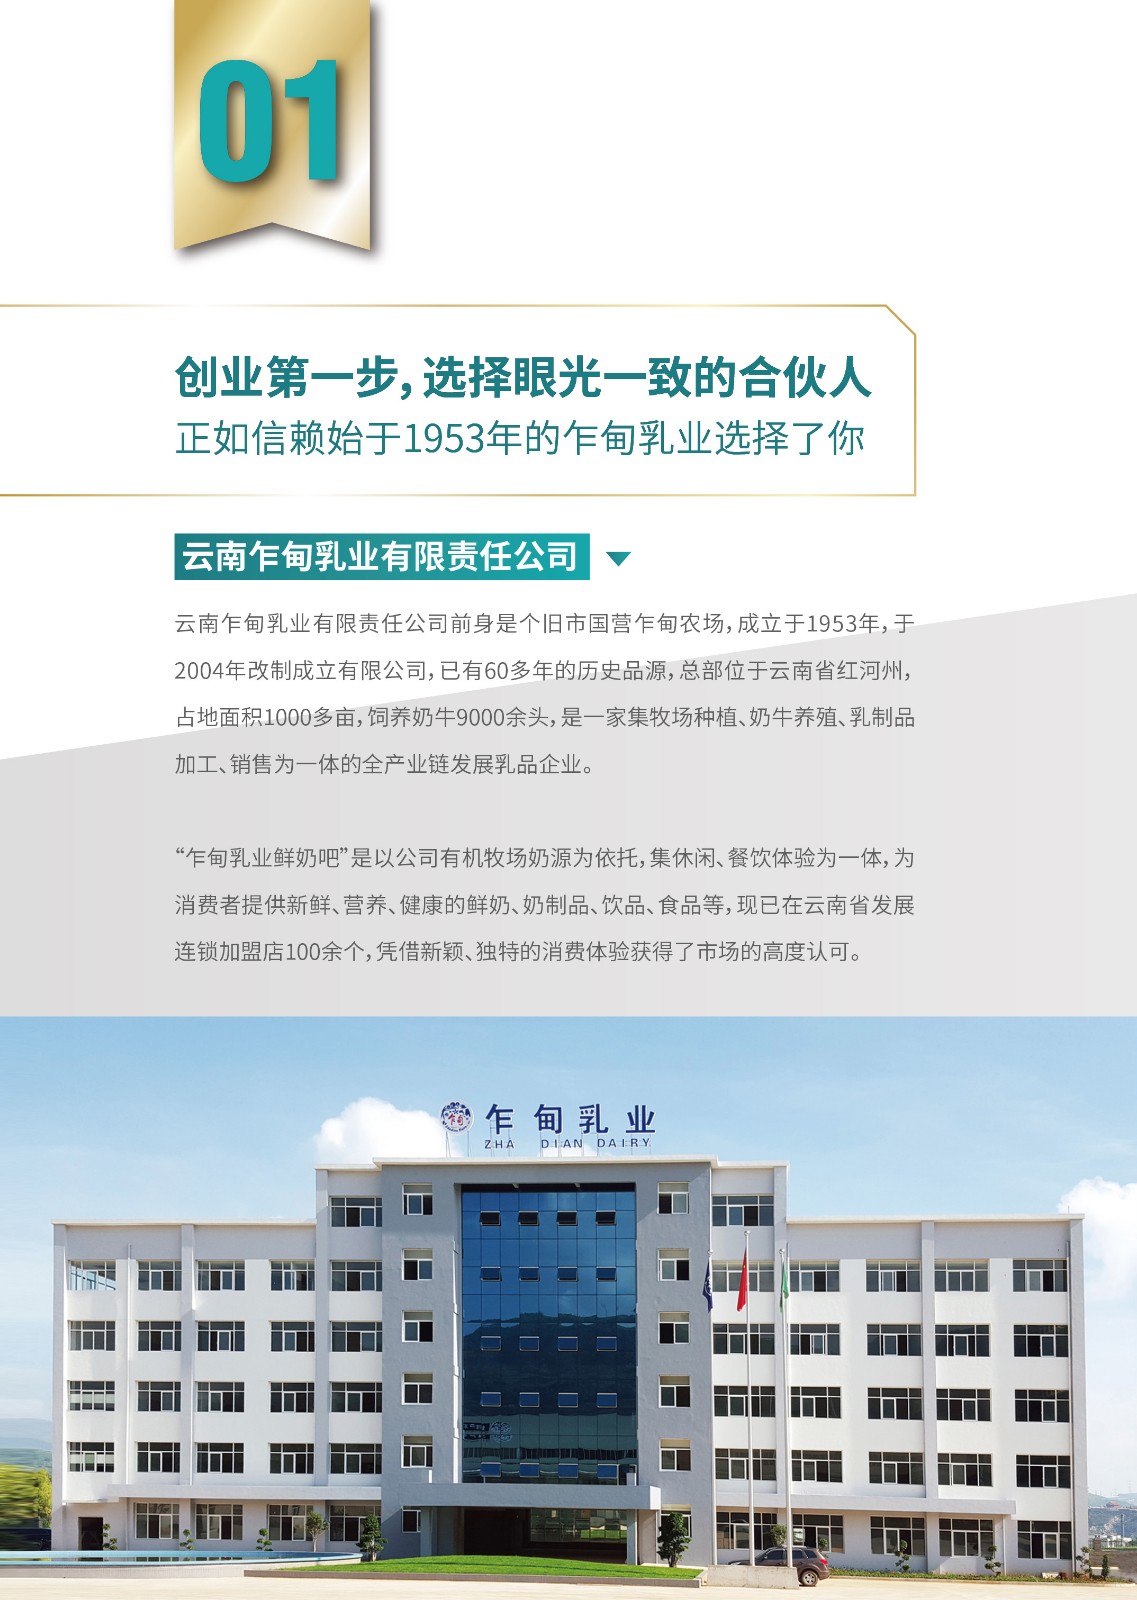 01
创业第一步，选择眼光一致的合伙人
正如信赖始于1953年的乍甸乳业选择了你
云南乍甸乳业有限责任公司
云南乍甸乳业有限责任公司前身是个旧市国营乍甸农场，成立于1953年，于
2004年改制成立有限公司，已有60多年的历史品源，总部位于云南省红河州，
占地面积1000多亩，饲养奶牛9000余头，是一家集牧场种植、奶牛养殖、乳制品
加工、销售为一体的全产业链发展乳品企业。
“乍甸乳业鲜奶吧”是以公司有机牧场奶源为依托，集休闲、餐饮体验为一体，为
消费者提供新鲜、营养、健康的鲜奶、奶制品、饮品、食品等，现已在云南省发展
连锁加盟店100余个，凭借新颖、独特的消费体验获得了市场的高度认可。
乍甸乳业
ZHA DIAN DAIRY